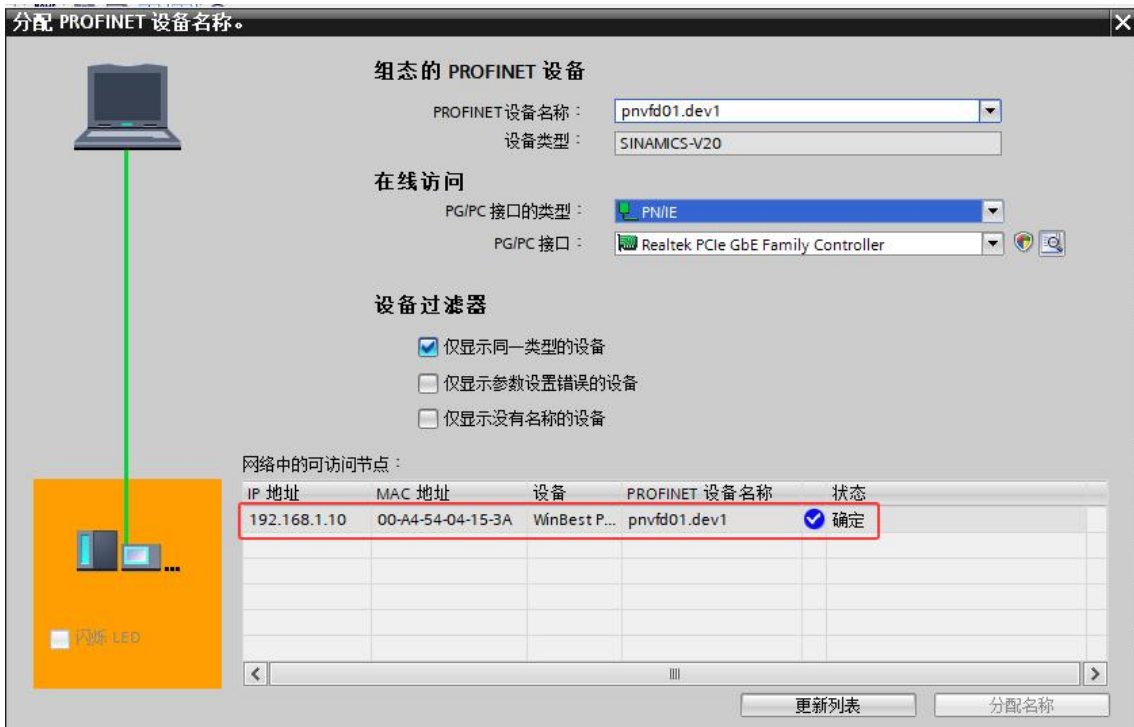 分配 PROFINET 设备名称。
组态的 PROFINET 设备
PROFINET设备名称： pnvfd01.dev1
设备类型： SINAMICS-V20
在线访问
PG/PC 接口的类型： PN/IE
PG/PC 接口： Realtek PCIe GbE Family Controller
设备过滤器
仅显示同一类型的设备
仅显示参数设置错误的设备
仅显示没有名称的设备
网络中的可访问节点：
IP 地址 MAC 地址 设备 PROFINET 设备名称 状态
192.168.1.10 00-A4-54-04-15-3A WinBest P... pnvfd01.dev1 确定
闪烁 LED
更新列表 分配名称